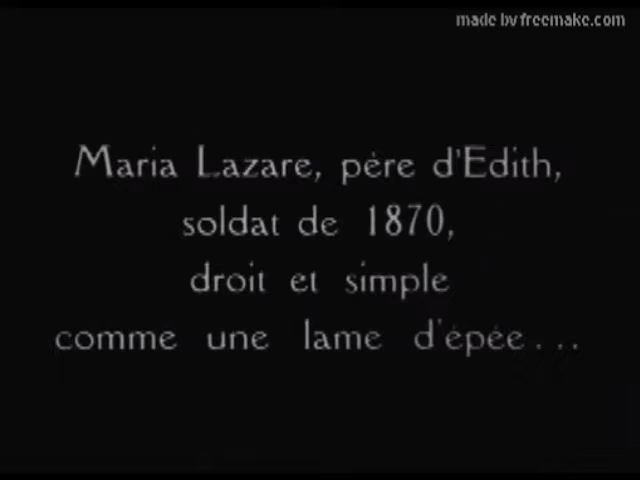 made by freemake.com
Maria Lazare, père d'Edith,
soldat de 1870,
droit et simple
comme une lame d'épée...